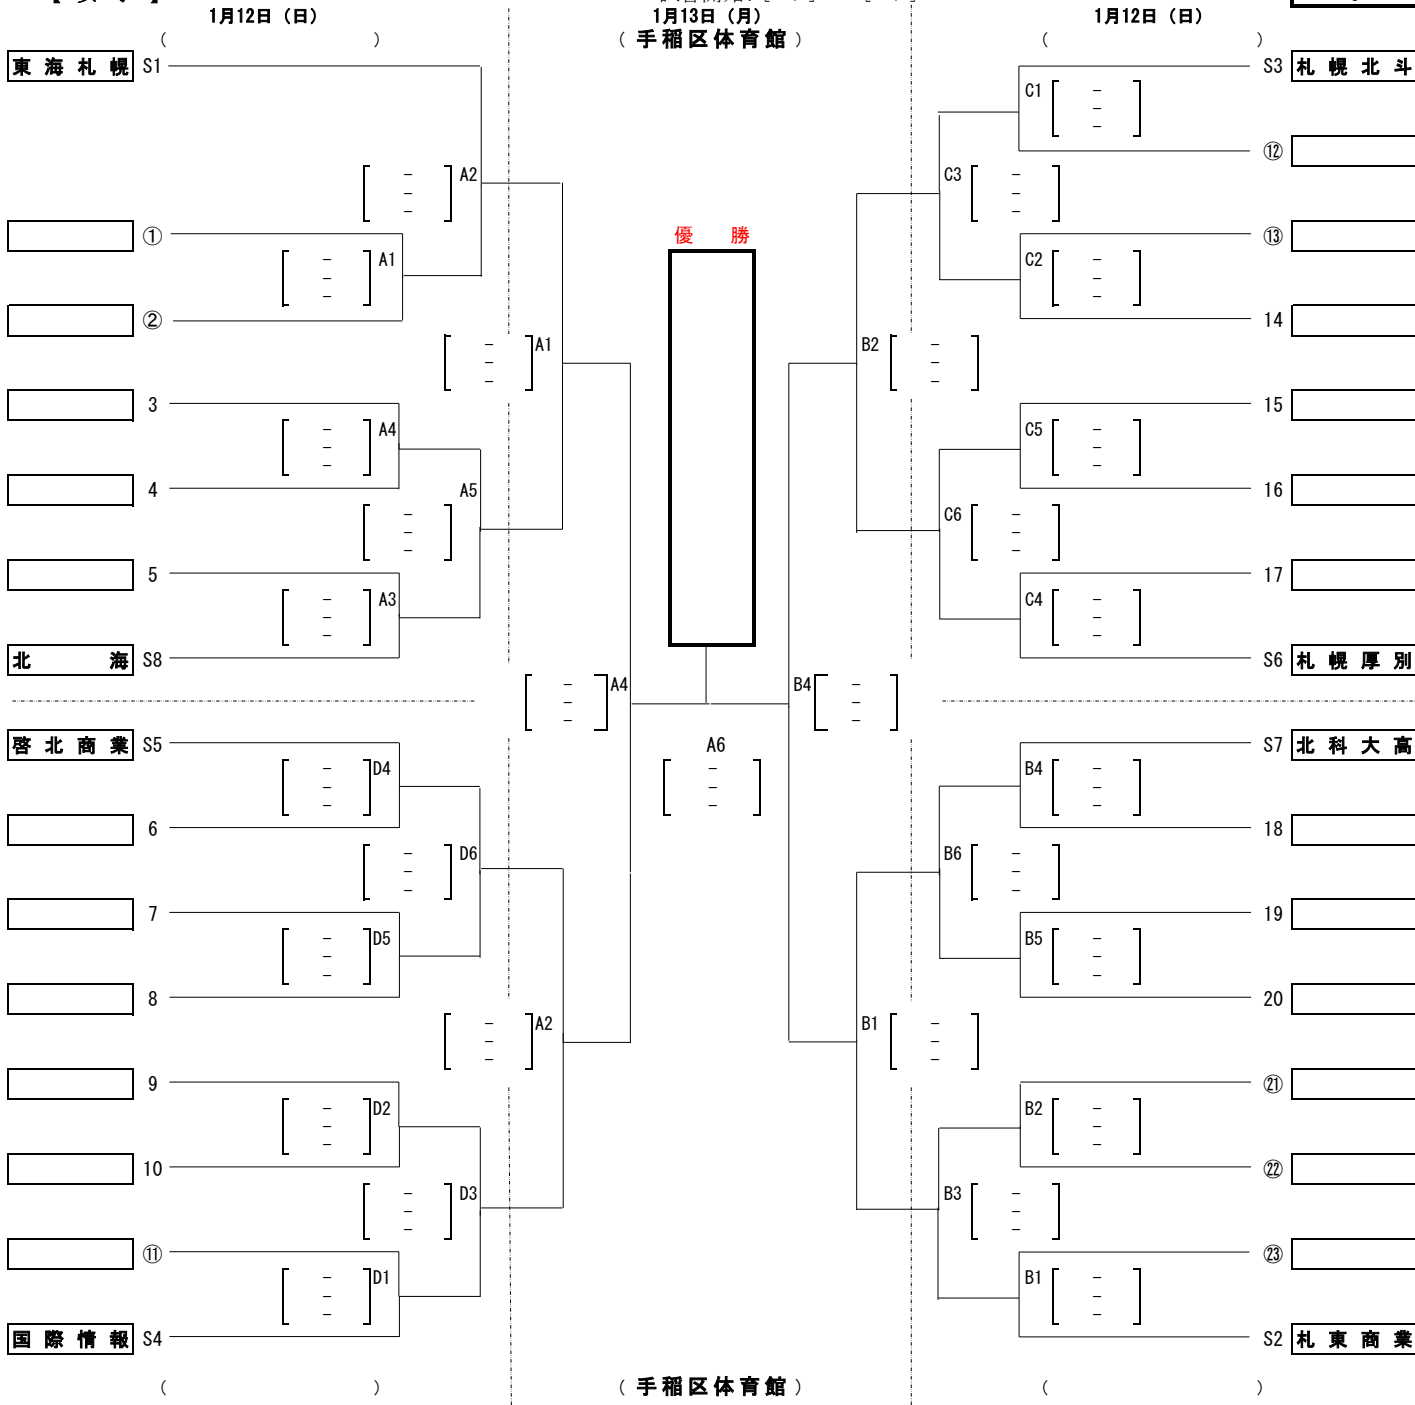 1月12日（日） 1月13日（月） 1月12日（日）
（ ） （ 手稲区体育館 ） （ ）
東海札幌 S1 S3 札幌北斗
C1
⑫
A2 C3
優 勝
① ⑬
A1 C2
② 14
A1 B2
3 15
A4 C5
4 A5 16
C6
5 17
A3 C4
北 海 S8 S6 札幌厚別
A4 B4
啓北商業 S5 A6 S7 北科大高
D4 B4
6 18
D6 B6
7 19
D5 B5
8 20
A2 B1
9 ㉑
D2 B2
10 ㉒
D3 B3
⑪ ㉓
D1 B1
国際情報 S4 S2 札東商業
（ ） （ 手稲区体育館 ） （ ）